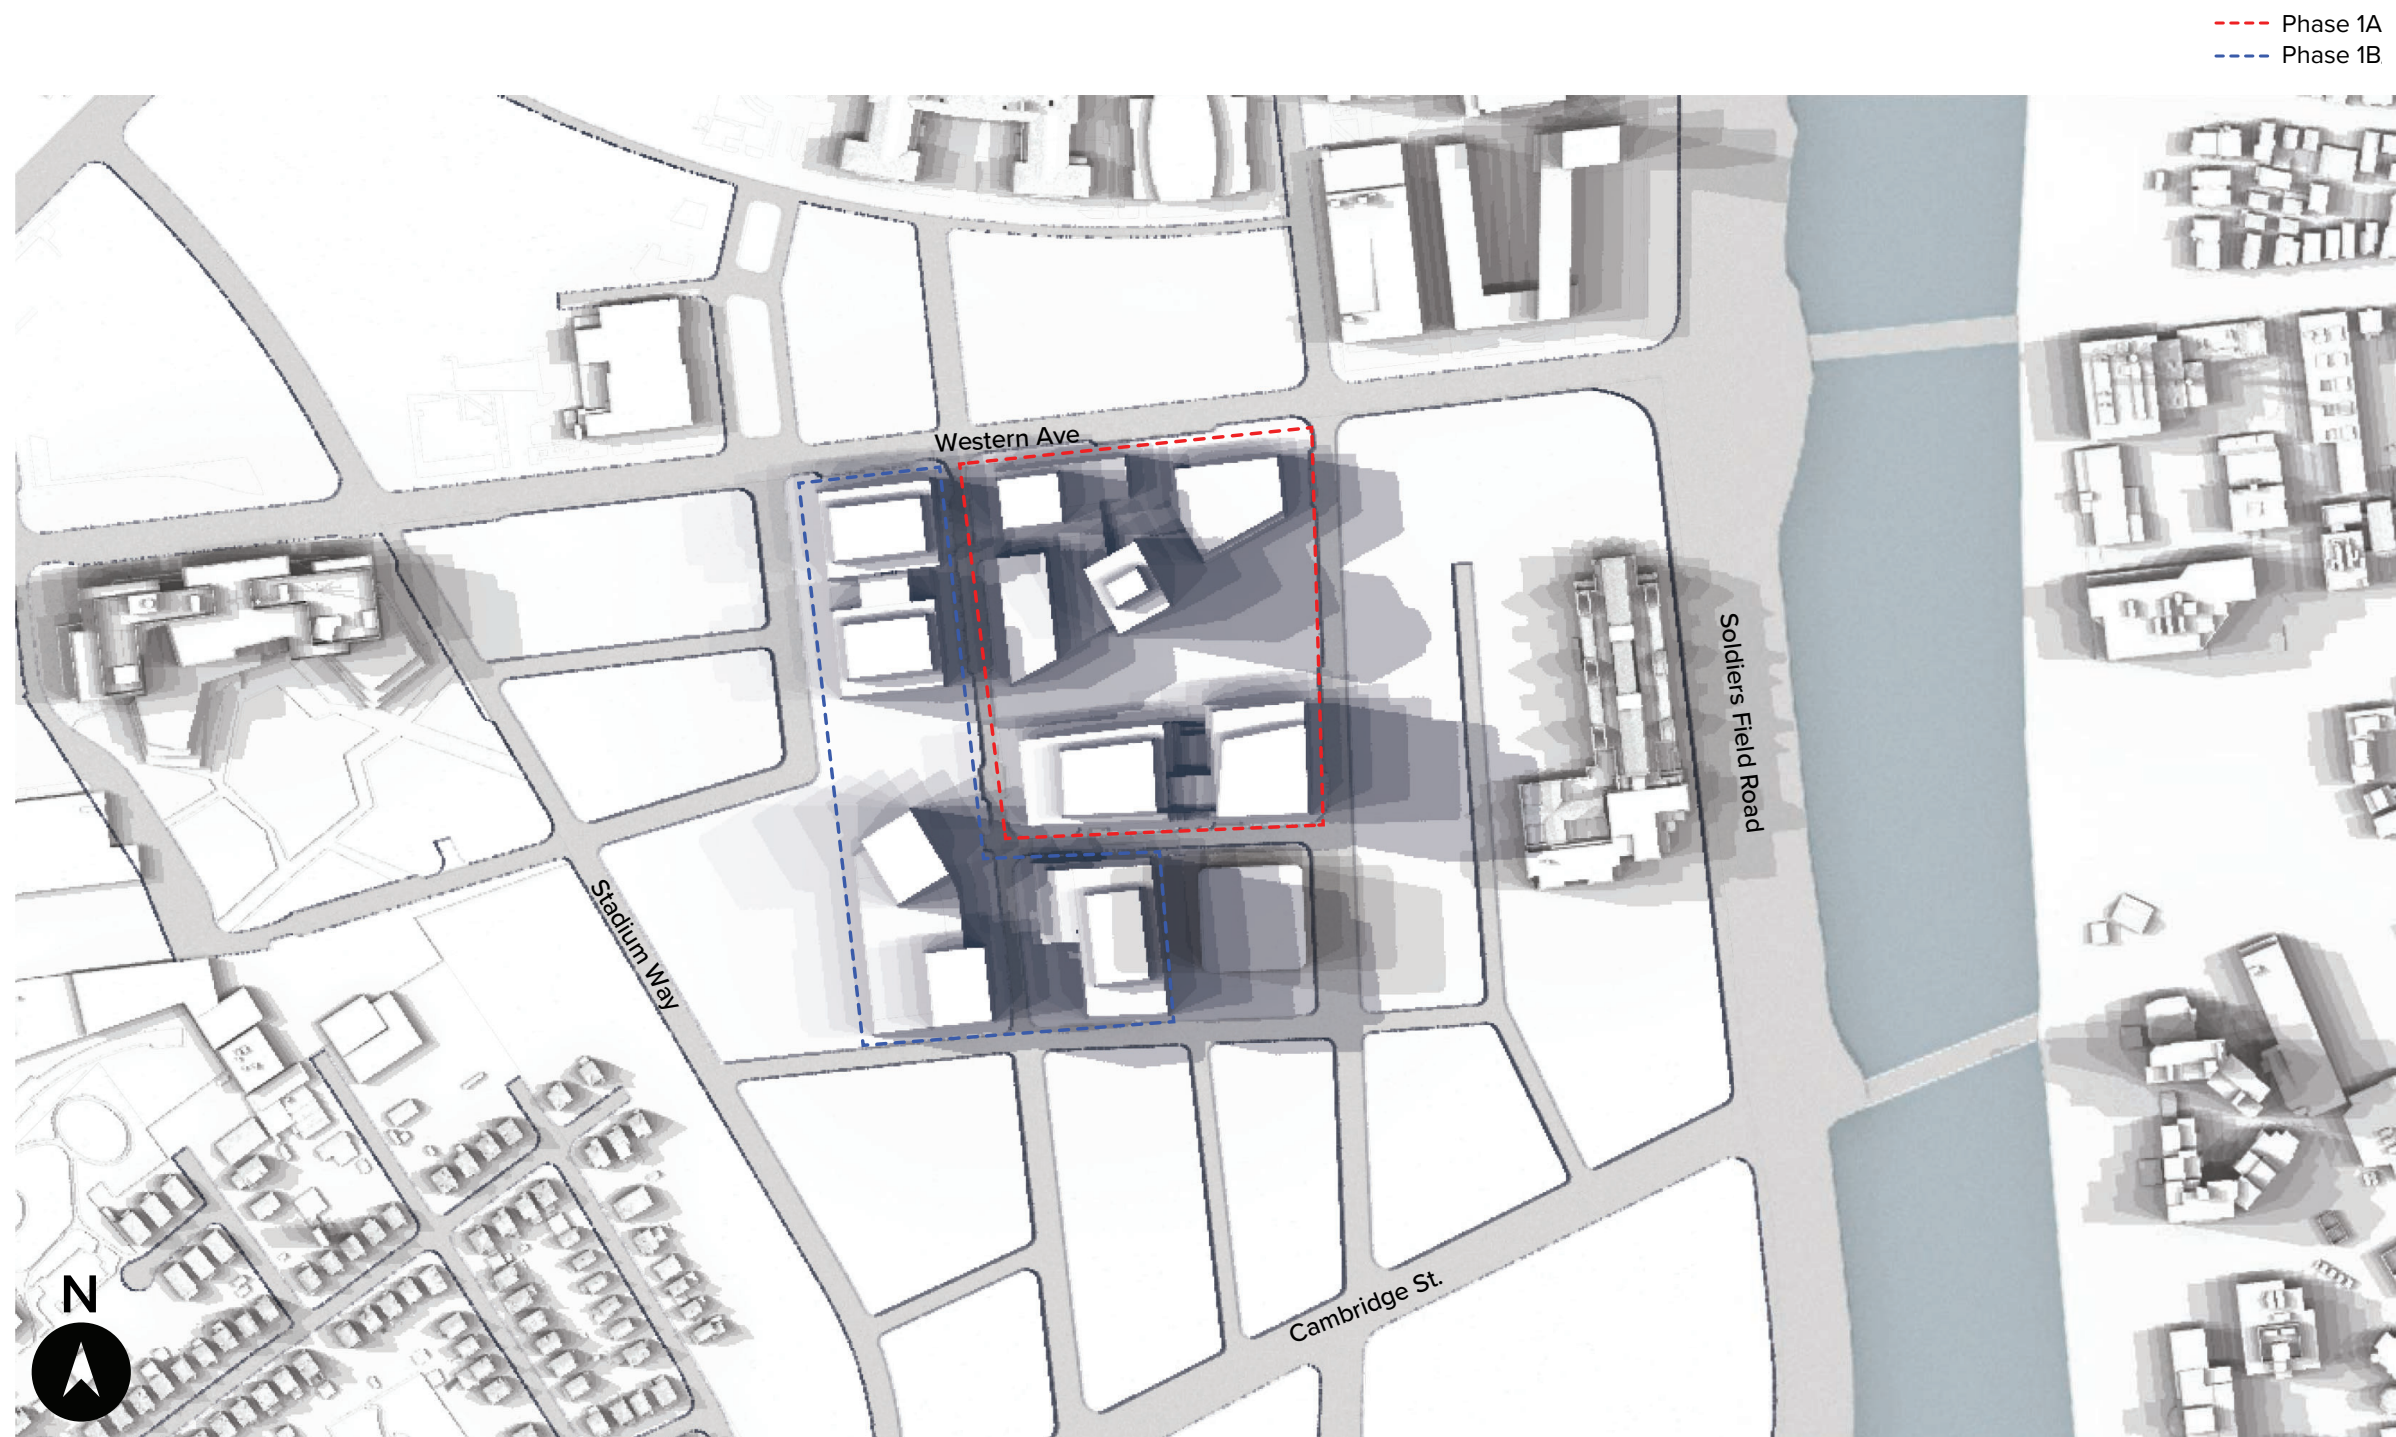 Phase 1A
Phase 1B
Western Ave
Soldiers Field Road
Stadium Way
Cambridge St.
N